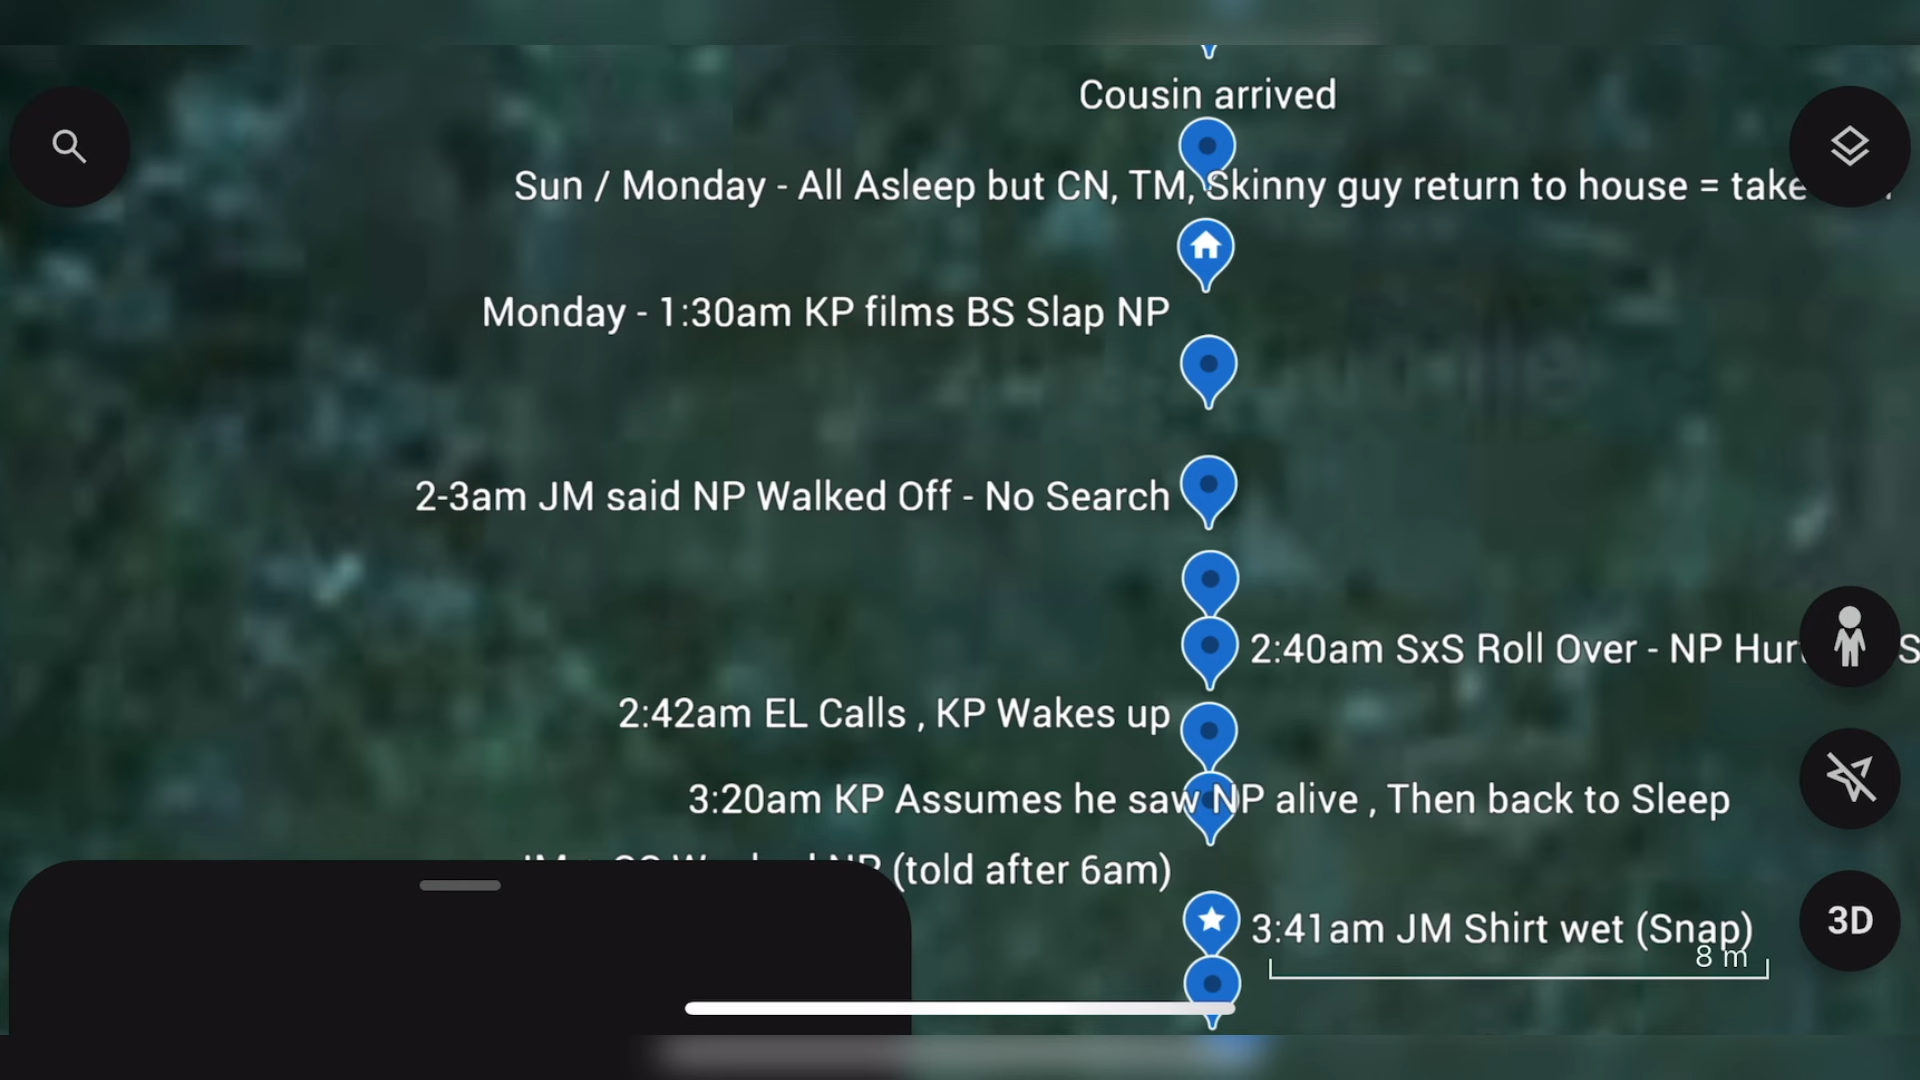 Cousin arrived
Sun / Monday - All Asleep but CN, TM, Skinny guy return to house = take
Monday - 1:30am KP films BS Slap NP
2-3am JM said NP Walked Off - No Search
2:40am SxS Roll Over - NP Hur
2:42am EL Calls , KP Wakes up
3:20am KP Assumes he saw NP alive , Then back to Sleep
NP (told after 6am)
3:41am JM Shirt wet (Snap)
8 m
3D